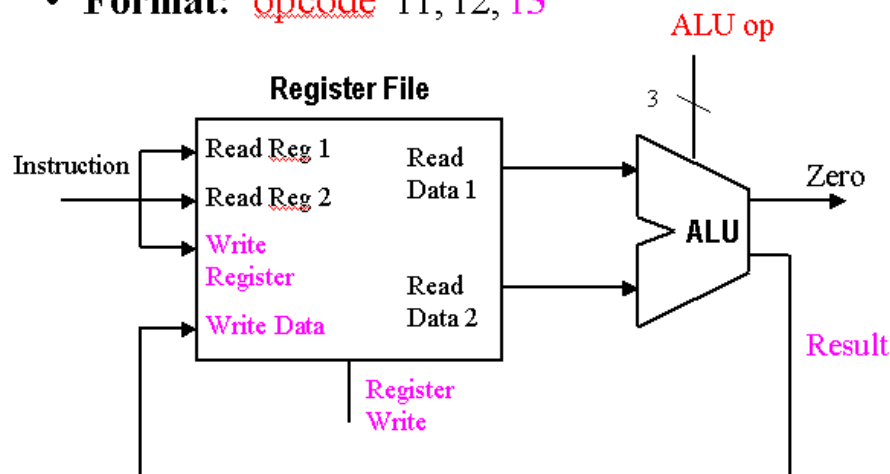 • Format: opcode r1, r2, r3
ALU op
Register File
3
Instruction
Read Reg 1
Read
Data 1
Read Reg 2
Write
Register
Write Data
Read
Data 2
Register
Write
ALU
Zero
Result